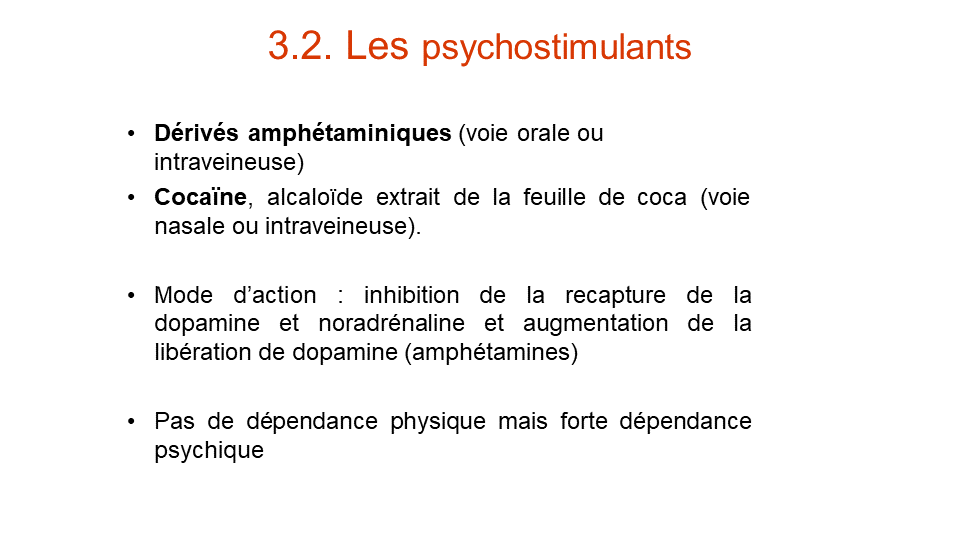 3.2. Les psychostimulants
• Dérivés amphétaminiques (voie orale ou
intraveineuse)
• Cocaïne, alcaloïde extrait de la feuille de coca (voie
nasale ou intraveineuse).
• Mode d’action : inhibition de la recapture de la
dopamine et noradrénaline et augmentation de la
libération de dopamine (amphétamines)
• Pas de dépendance physique mais forte dépendance
psychique